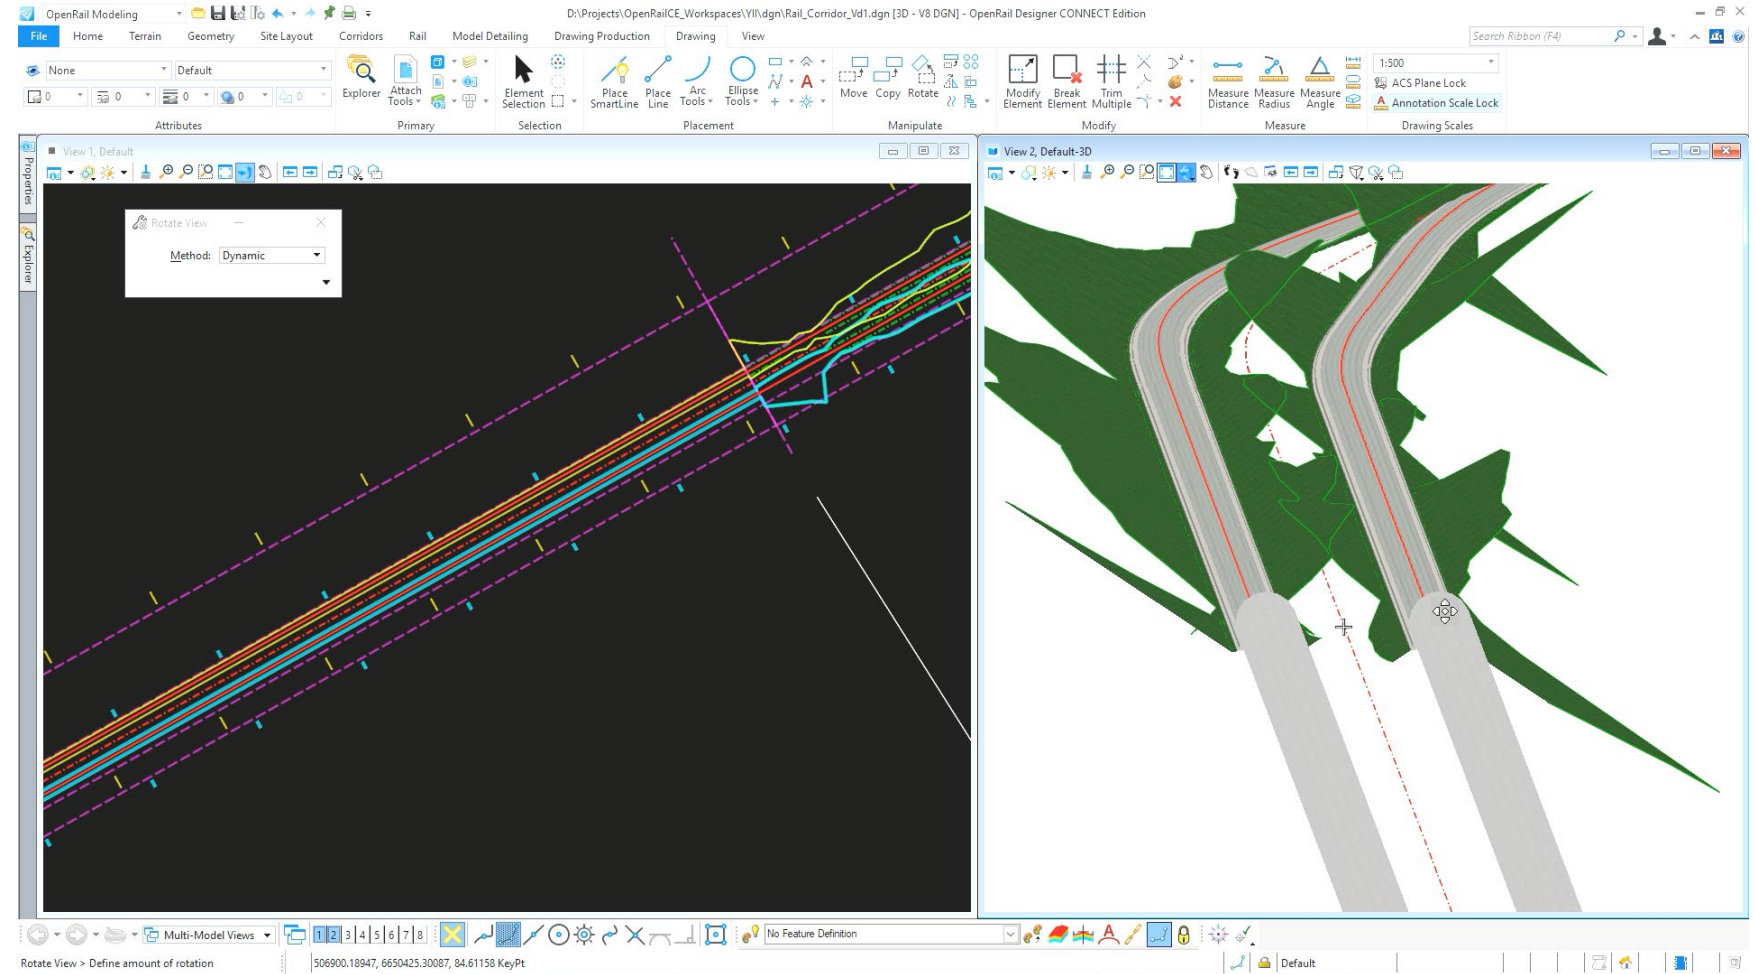 OpenRail Modeling
D:\Projects\OpenRailCE_Workspaces\YII\dgn\Rail_Corridor_Vd1.dgn [3D - V8 DGN] - OpenRail Designer CONNECT Edition
File Home Terrain Geometry Site Layout Corridors Rail Model Detailing Drawing Production Drawing View
Search Ribbon (F4)
None Default
0 0 0 0 0
Attributes
Explorer
Attach Tools
Primary
Element Selection
Selection
Place SmartLine
Place Line
Arc Tools
Ellipse Tools
Placement
Move Copy Rotate
Manipulate
Modify Element
Break Element
Trim Multiple
Modify
Measure Distance
Measure Radius
Measure Angle
Measure
1:500
ACS Plane Lock
Annotation Scale Lock
Drawing Scales
Properties
Explorer
View 1, Default
Rotate View
Method: Dynamic
View 2, Default-3D
Multi-Model Views
1 2 3 4 5 6 7 8
No Feature Definition
Rotate View > Define amount of rotation
506900.18947, 6650425.30087, 84.61158 KeyPt
Default